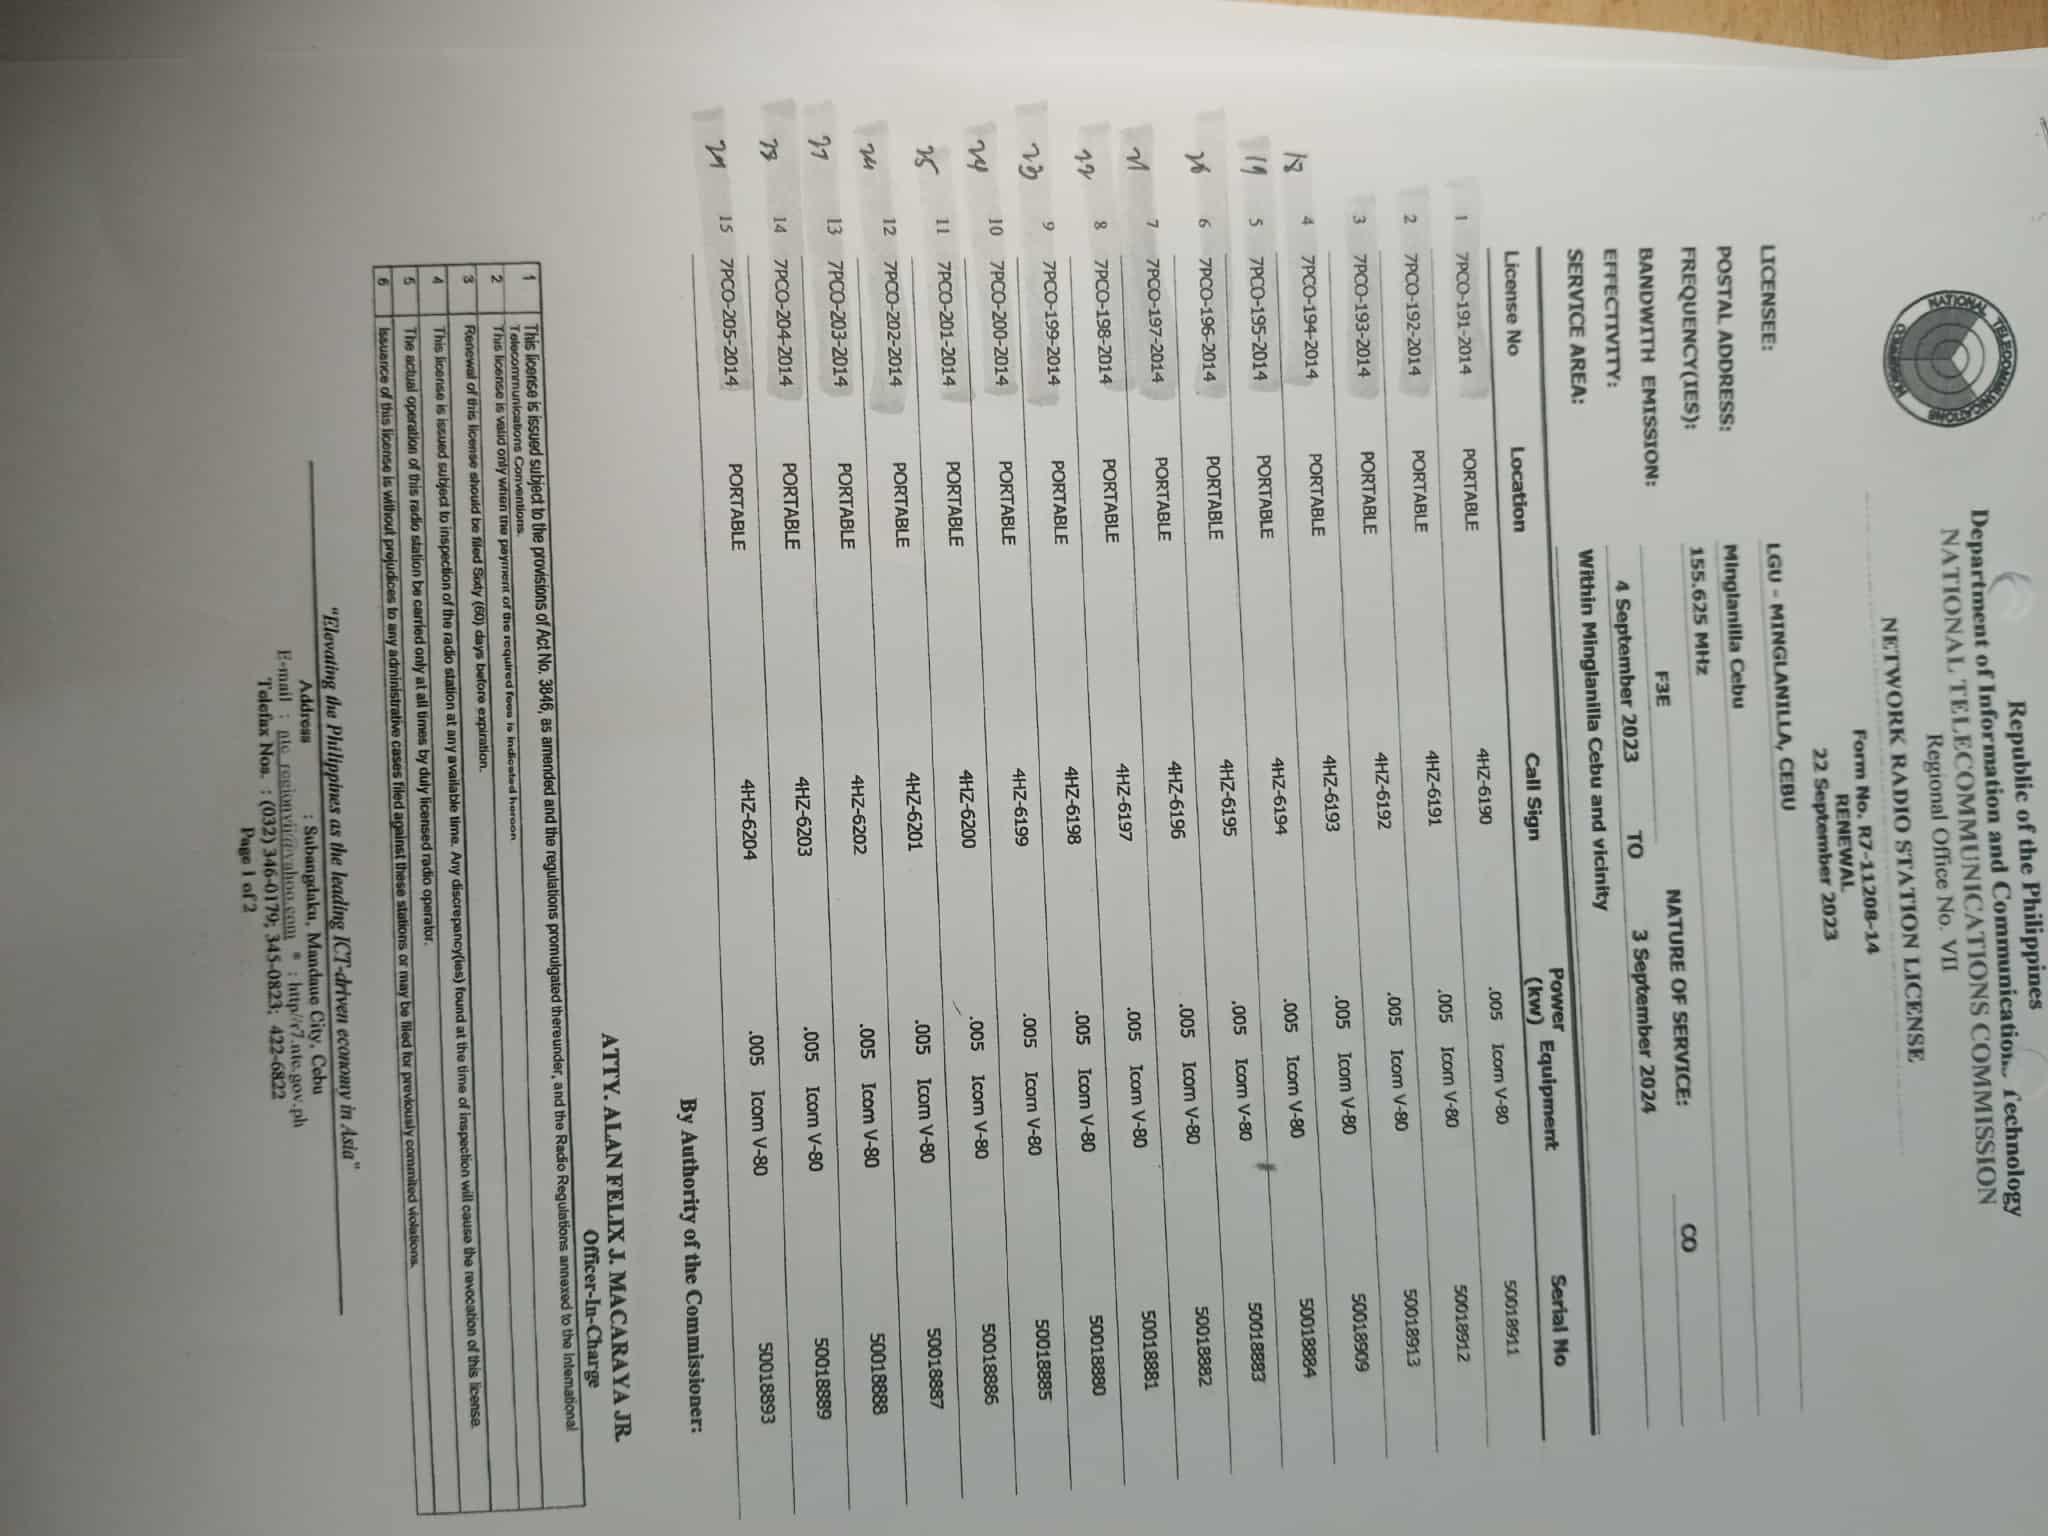 NATIONAL TELECOMMUNICATIONS COMMISSION
Republic of the Philippines
Department of Information and Communications Technology
NATIONAL TELECOMMUNICATIONS COMMISSION
Regional Office No. VII
NETWORK RADIO STATION LICENSE
Form No. R7-11208-14
RENEWAL
22 September 2023
LICENSEE: LGU - MINGLANILLA, CEBU
POSTAL ADDRESS: Minglanilla Cebu
FREQUENCY(IES): 155.625 MHz
BANDWITH EMISSION: F3E NATURE OF SERVICE: CO
EFFECTIVITY: 4 September 2023 TO 3 September 2024
SERVICE AREA: Within Minglanilla Cebu and vicinity
License No Location Call Sign Power (kw) Equipment Serial No
1 7PCO-191-2014 PORTABLE 4HZ-6190 .005 Icom V-80 50018911
2 7PCO-192-2014 PORTABLE 4HZ-6191 .005 Icom V-80 50018912
3 7PCO-193-2014 PORTABLE 4HZ-6192 .005 Icom V-80 50018913
18 4 7PCO-194-2014 PORTABLE 4HZ-6193 .005 Icom V-80 50018909
19 5 7PCO-195-2014 PORTABLE 4HZ-6194 .005 Icom V-80 50018884
6 7PCO-196-2014 PORTABLE 4HZ-6195 .005 Icom V-80 50018883
21 7 7PCO-197-2014 PORTABLE 4HZ-6196 .005 Icom V-80 50018882
22 8 7PCO-198-2014 PORTABLE 4HZ-6197 .005 Icom V-80 50018881
23 9 7PCO-199-2014 PORTABLE 4HZ-6198 .005 Icom V-80 50018880
24 10 7PCO-200-2014 PORTABLE 4HZ-6199 .005 Icom V-80 50018885
25 11 7PCO-201-2014 PORTABLE 4HZ-6200 .005 Icom V-80 50018886
12 7PCO-202-2014 PORTABLE 4HZ-6201 .005 Icom V-80 50018887
27 13 7PCO-203-2014 PORTABLE 4HZ-6202 .005 Icom V-80 50018888
14 7PCO-204-2014 PORTABLE 4HZ-6203 .005 Icom V-80 50018889
29 15 7PCO-205-2014 PORTABLE 4HZ-6204 .005 Icom V-80 50018893
By Authority of the Commissioner:
ATTY. ALAN FELIX J. MACARAYA JR.
Officer-In-Charge
1 This license is issued subject to the provisions of Act No. 3846, as amended and the regulations promulgated thereunder, and the Radio Regulations annexed to the International
Telecommunications Conventions.
2 This license is valid only when the payment of the required fees is indicated hereon.
3 Renewal of this license should be filed Sixty (60) days before expiration.
4 This license is issued subject to inspection of the radio station at any available time. Any discrepancy(ies) found at the time of inspection will cause the revocation of this license.
5 The actual operation of this radio station be carried only at all times by duly licensed radio operator.
6 Issuance of this license is without prejudices to any administrative cases filed against these stations or may be filed for previously commited violations.
"Elevating the Philippines as the leading ICT-driven economy in Asia"
Address : Subangdaku, Mandaue City, Cebu
E-mail : ntc_regionvii@yahoo.com * : http//r7.ntc.gov.ph
Telefax Nos. : (032) 346-0179; 345-0823; 422-6822
Page 1 of 2